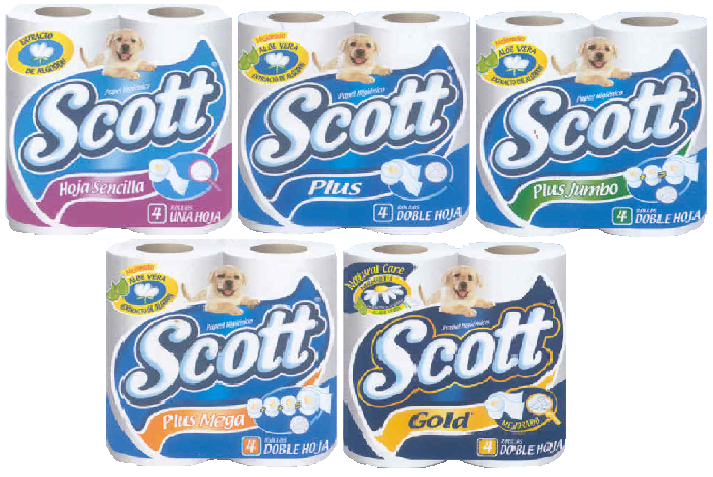 EXTRACTO
DE ALGODÓN
Papel Higiénico
Scott
Hoja Sencilla
4 ROLLOS
UNA HOJA
Mejorado
ALOE VERA
EXTRACTO DE ALGODÓN
Papel Higiénico
Scott
Plus
4 ROLLOS
DOBLE HOJA
Mejorado
ALOE VERA
EXTRACTO DE ALGODÓN
Papel Higiénico
Scott
Plus Jumbo
4 ROLLOS
DOBLE HOJA
Mejorado
ALOE VERA
EXTRACTO DE ALGODÓN
Papel Higiénico
Scott
Plus Mega
4 ROLLOS
DOBLE HOJA
Natural Care
Papel Higiénico
Scott
Gold
MEJORADO
4 ROLLOS
DOBLE HOJA